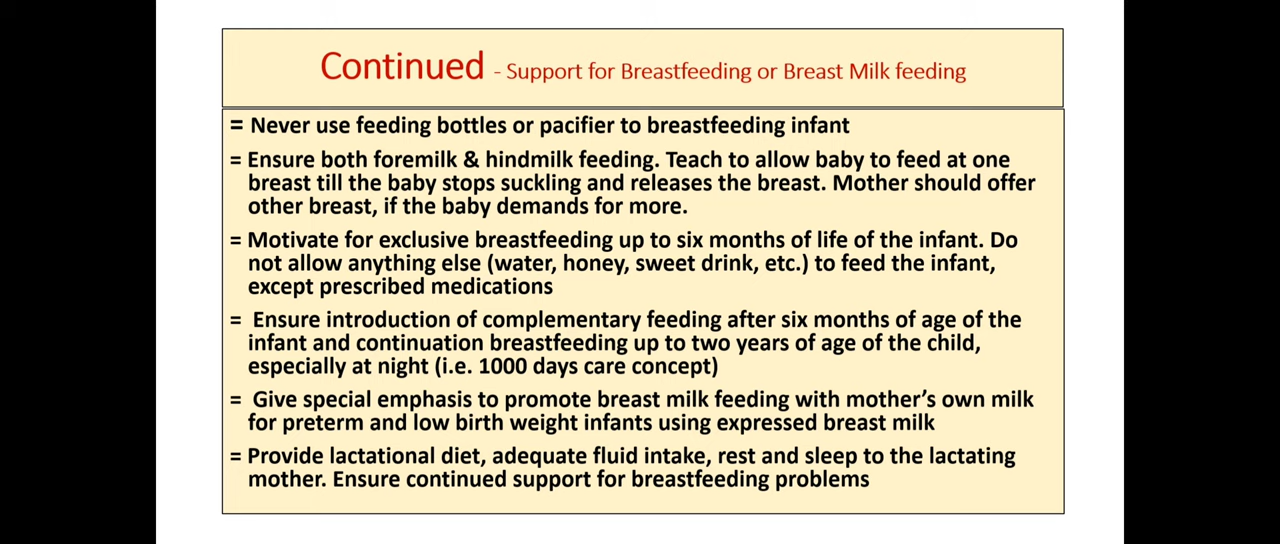 Continued - Support for Breastfeeding or Breast Milk feeding
= Never use feeding bottles or pacifier to breastfeeding infant
= Ensure both foremilk & hindmilk feeding. Teach to allow baby to feed at one
breast till the baby stops suckling and releases the breast. Mother should offer
other breast, if the baby demands for more.
= Motivate for exclusive breastfeeding up to six months of life of the infant. Do
not allow anything else (water, honey, sweet drink, etc.) to feed the infant,
except prescribed medications
= Ensure introduction of complementary feeding after six months of age of the
infant and continuation breastfeeding up to two years of age of the child,
especially at night (i.e. 1000 days care concept)
= Give special emphasis to promote breast milk feeding with mother's own milk
for preterm and low birth weight infants using expressed breast milk
= Provide lactational diet, adequate fluid intake, rest and sleep to the lactating
mother. Ensure continued support for breastfeeding problems